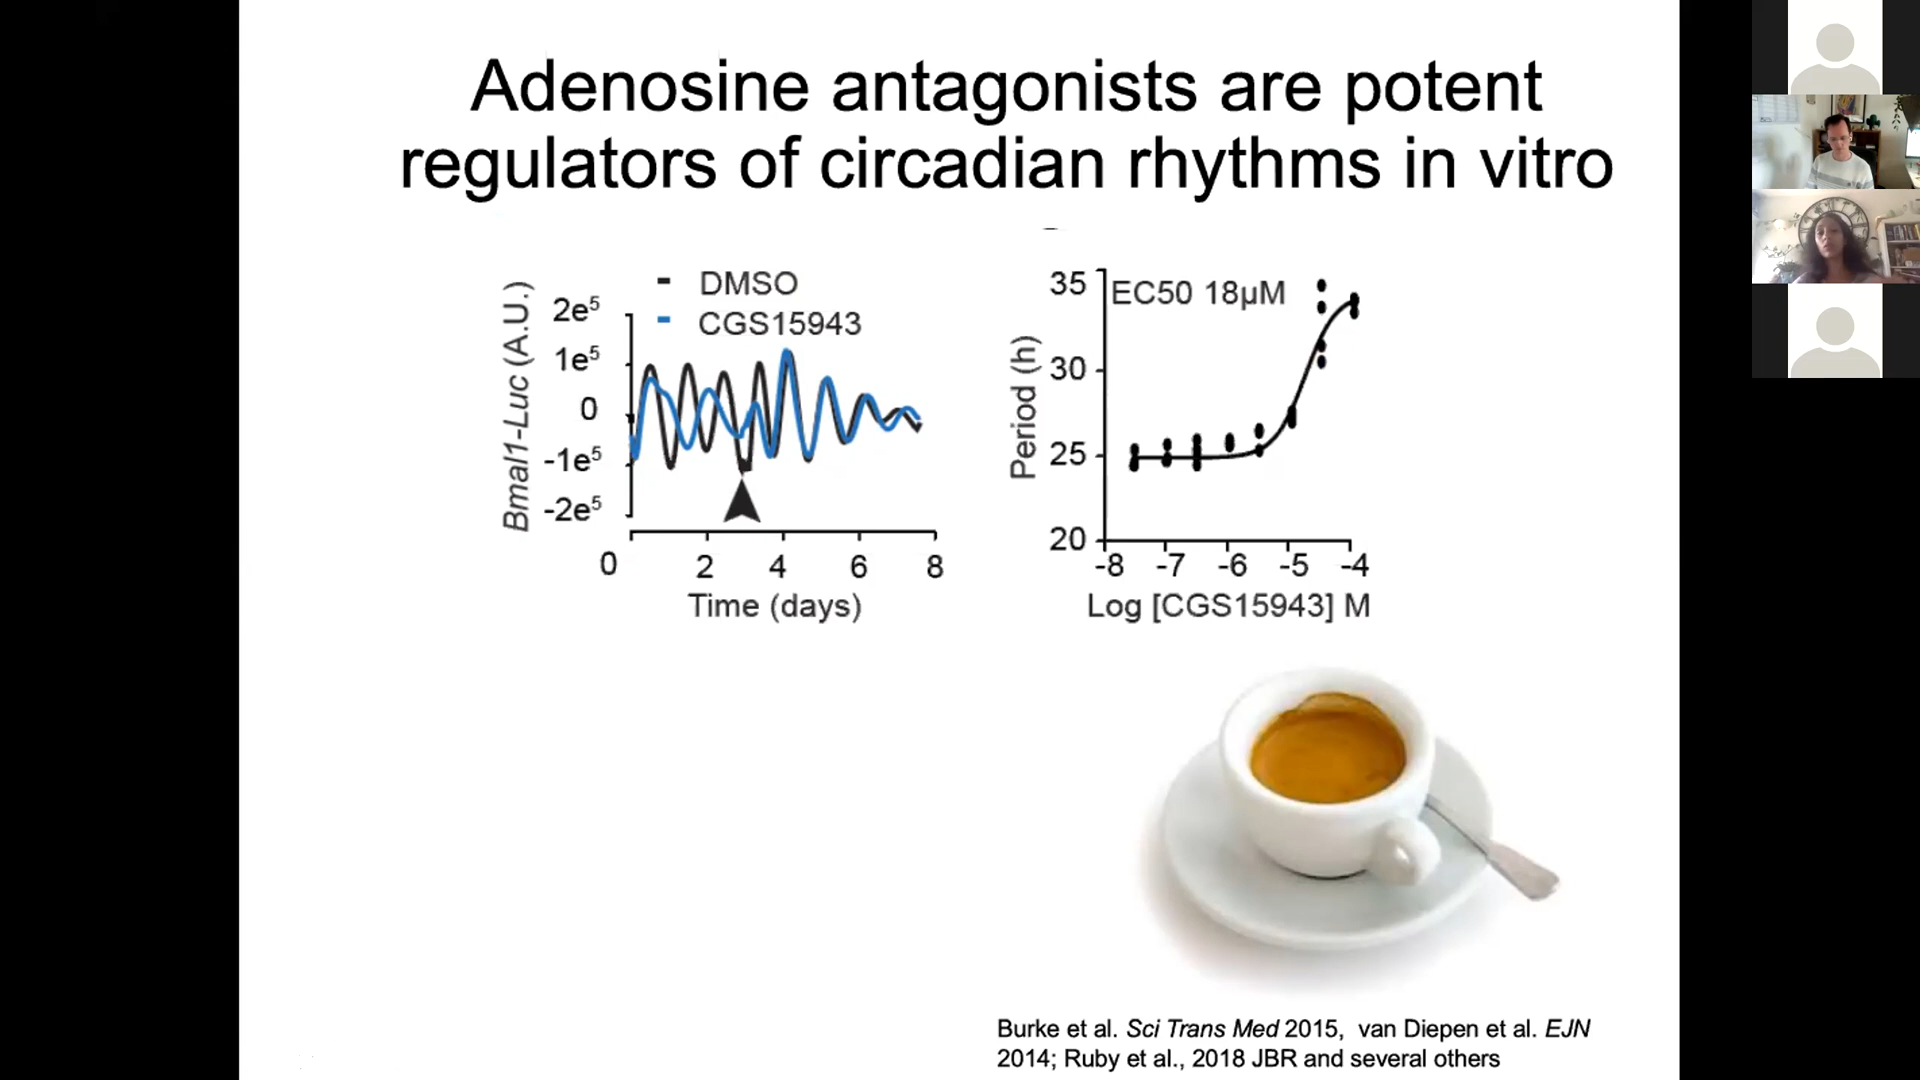 Adenosine antagonists are potent
regulators of circadian rhythms in vitro
DMSO
CGS15943
Bmal1-Luc (A.U.)
2e⁵
1e⁵
0
-1e⁵
-2e⁵
0
2
4
6
8
Time (days)
EC50 18µM
Period (h)
35
30
25
20
-8
-7
-6
-5
-4
Log [CGS15943] M
Burke et al. Sci Trans Med 2015, van Diepen et al. EJN
2014; Ruby et al., 2018 JBR and several others